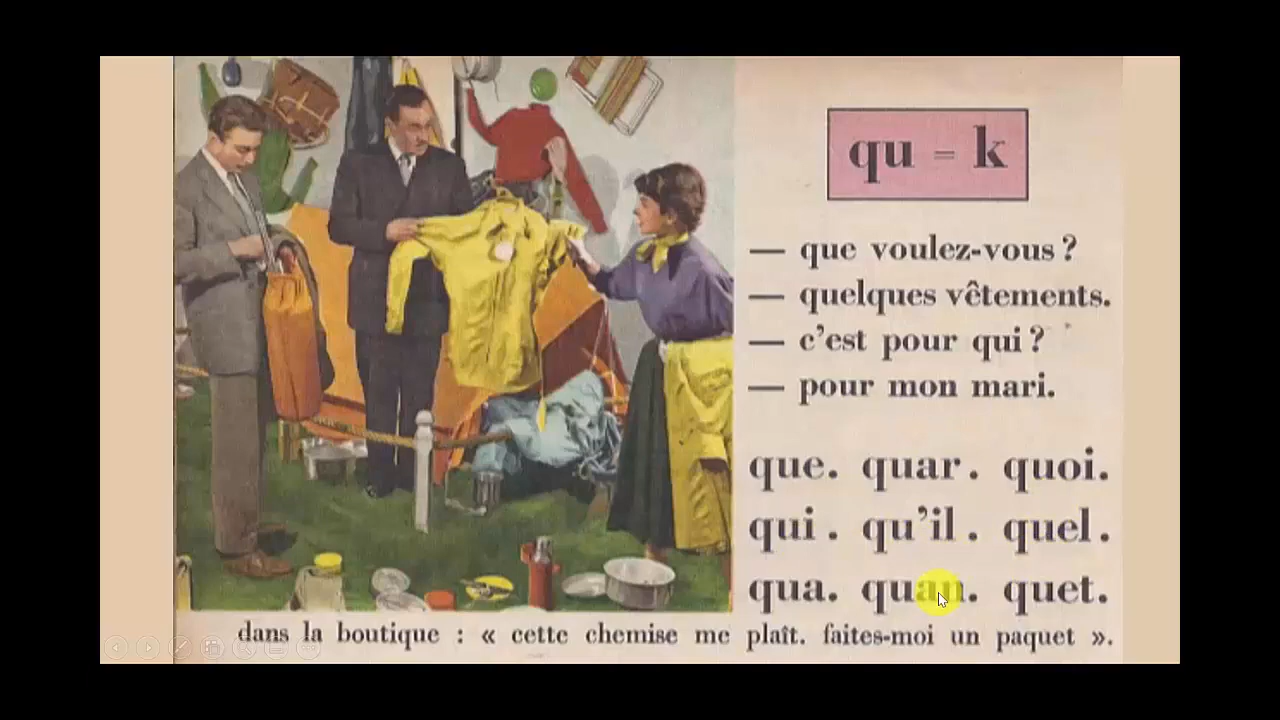 qu = k
— que voulez-vous ?
— quelques vêtements.
— c'est pour qui ?
— pour mon mari.
que. quar. quoi.
qui. qu'il. quel.
qua. quan. quet.
dans la boutique : « cette chemise me plaît. faites-moi un paquet ».